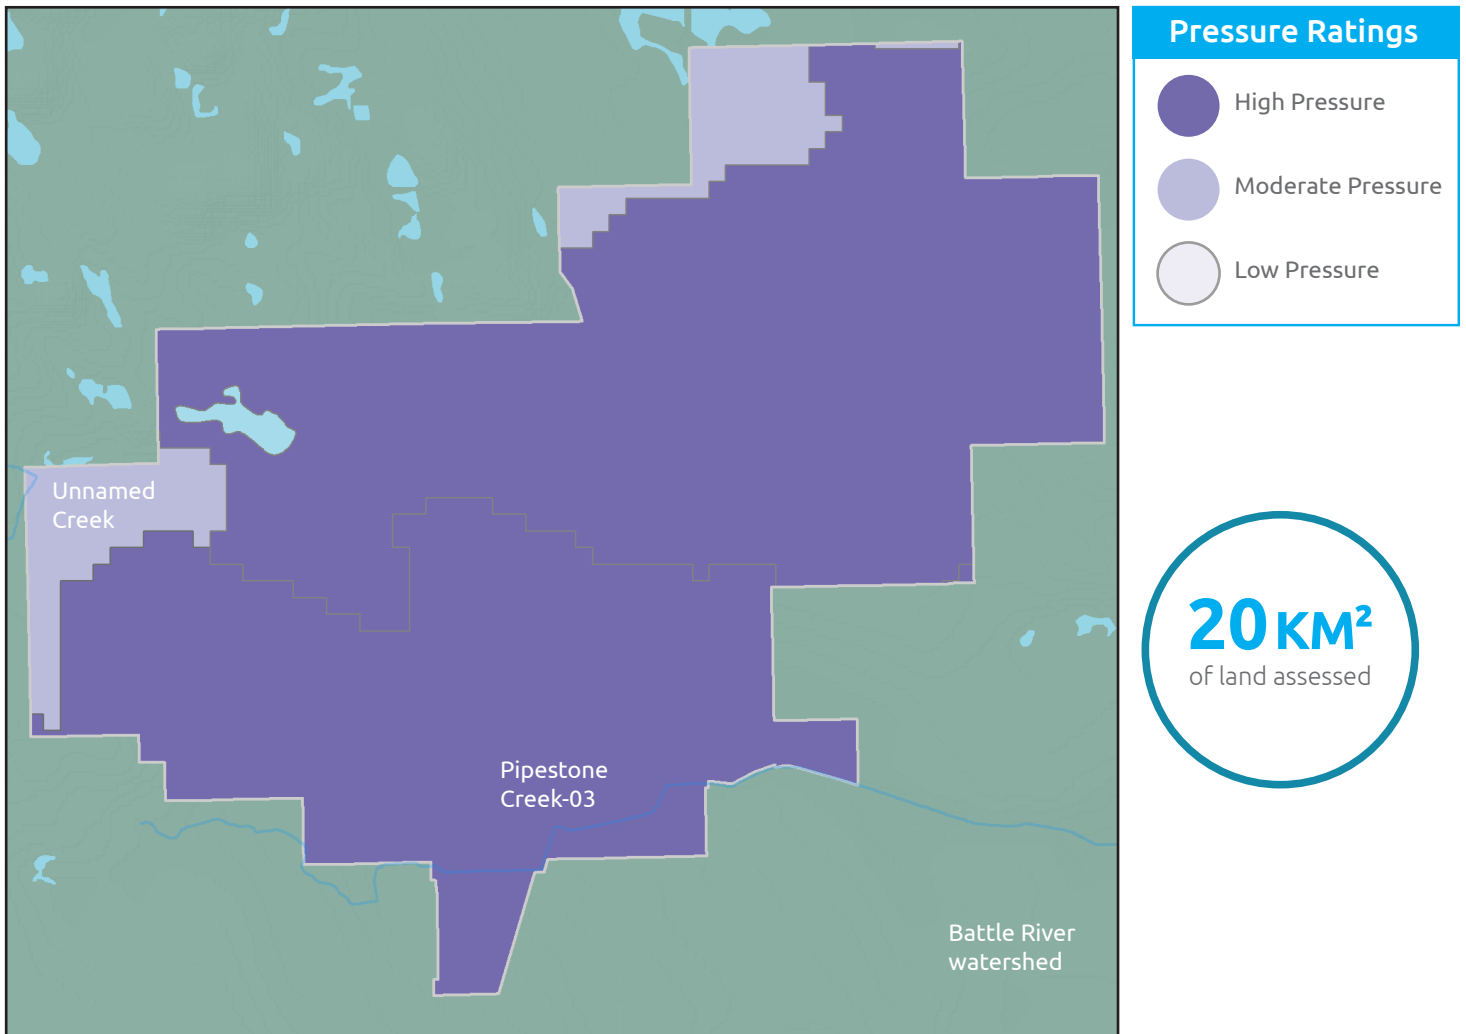 Pressure Ratings
High Pressure
Moderate Pressure
Low Pressure
Unnamed
Creek
20 KM²
of land assessed
Pipestone
Creek-03
Battle River
watershed